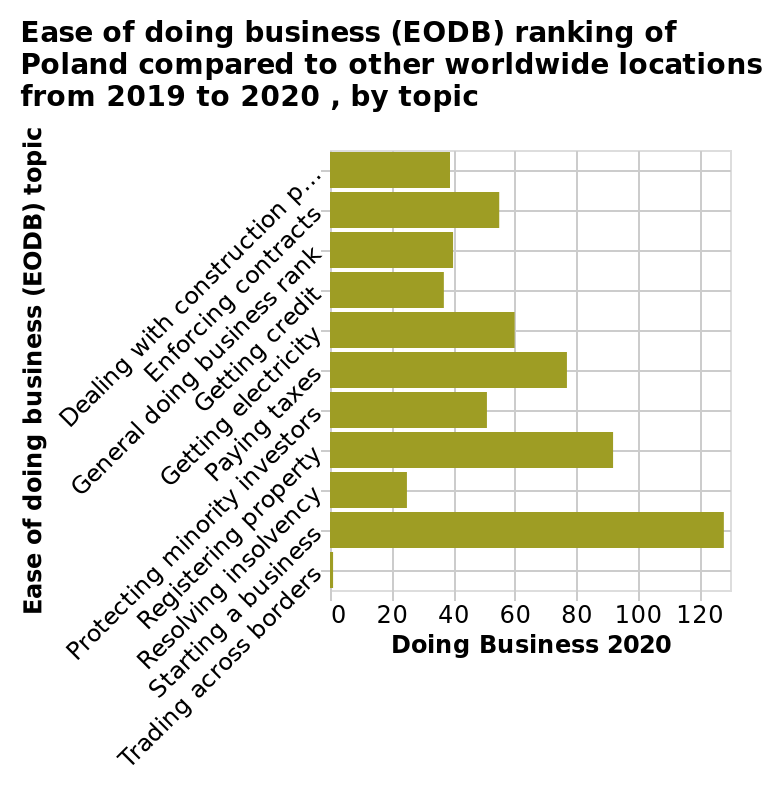 Ease of doing business (EODB) ranking of
Poland compared to other worldwide locations
from 2019 to 2020 , by topic
Ease of doing business (EODB) topic
Dealing with construction p...
Enforcing contracts
General doing business rank
Getting credit
Getting electricity
Paying taxes
Protecting minority investors
Registering property
Resolving insolvency
Starting a business
Trading across borders
0 20 40 60 80 100 120
Doing Business 2020